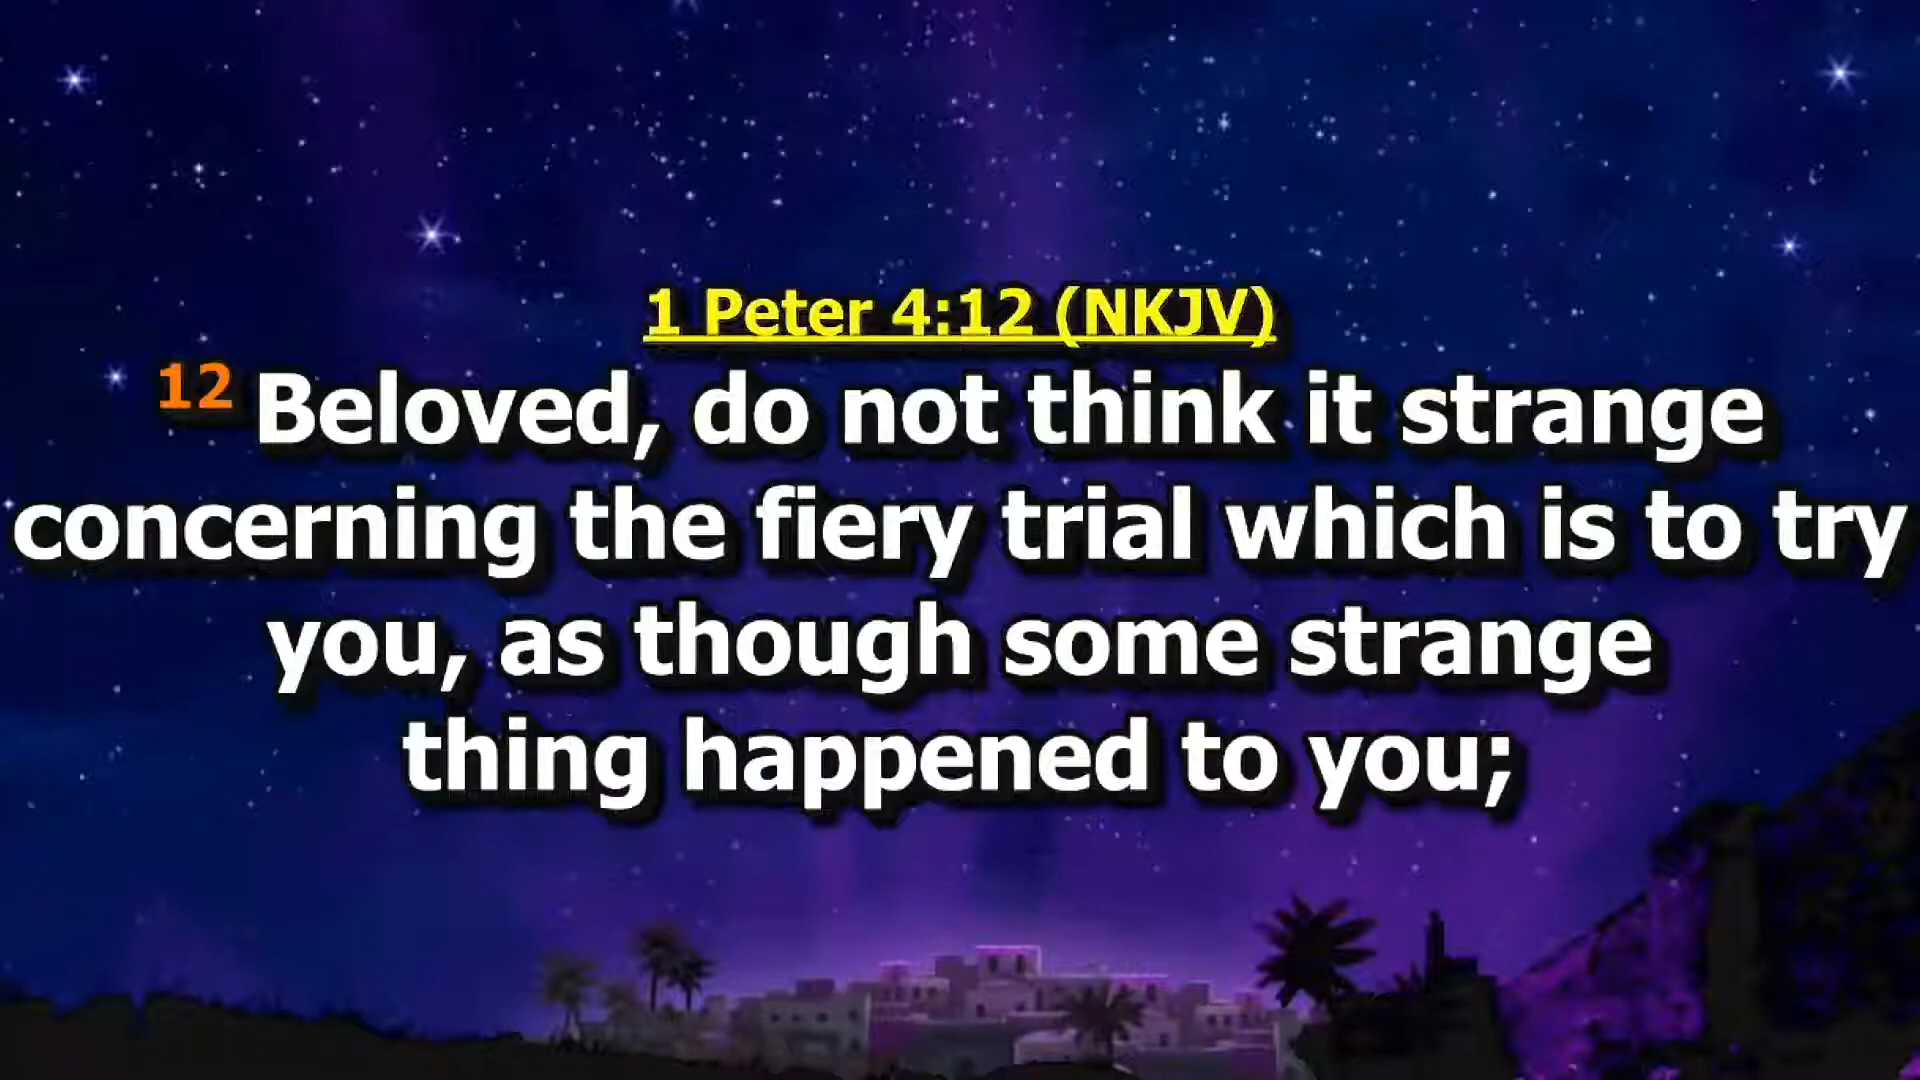 1 Peter 4:12 (NKJV)
12 Beloved, do not think it strange
concerning the fiery trial which is to try
you, as though some strange
thing happened to you;